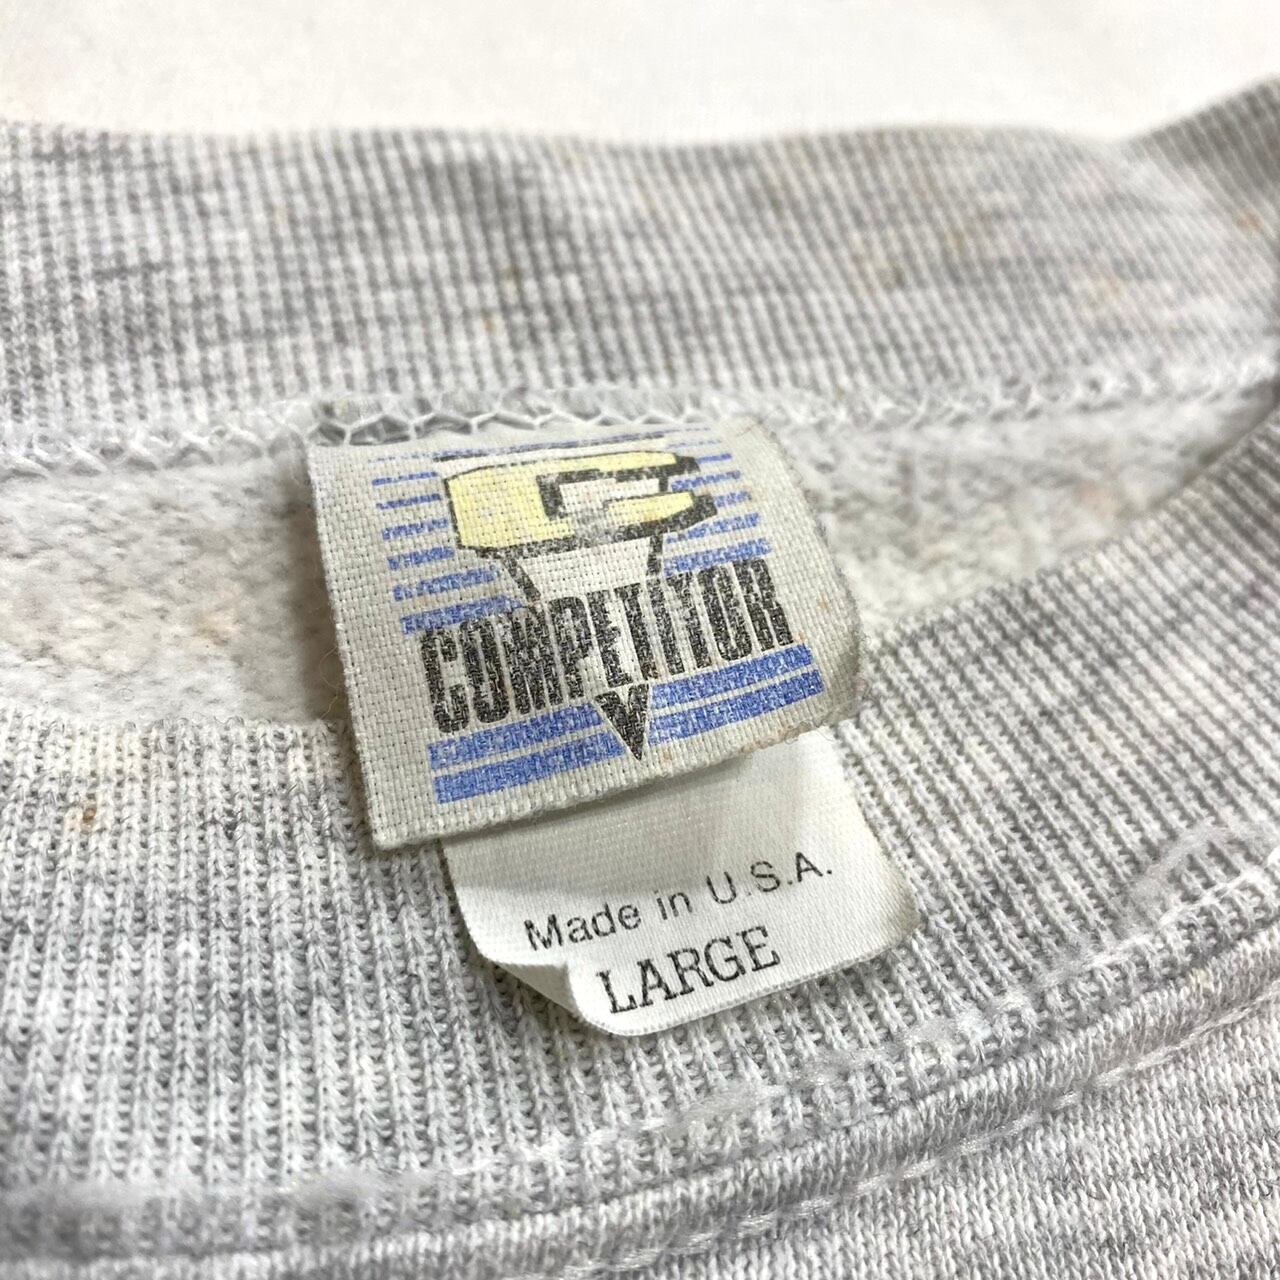 C
COMPETITOR
Made in U.S.A.
LARGE